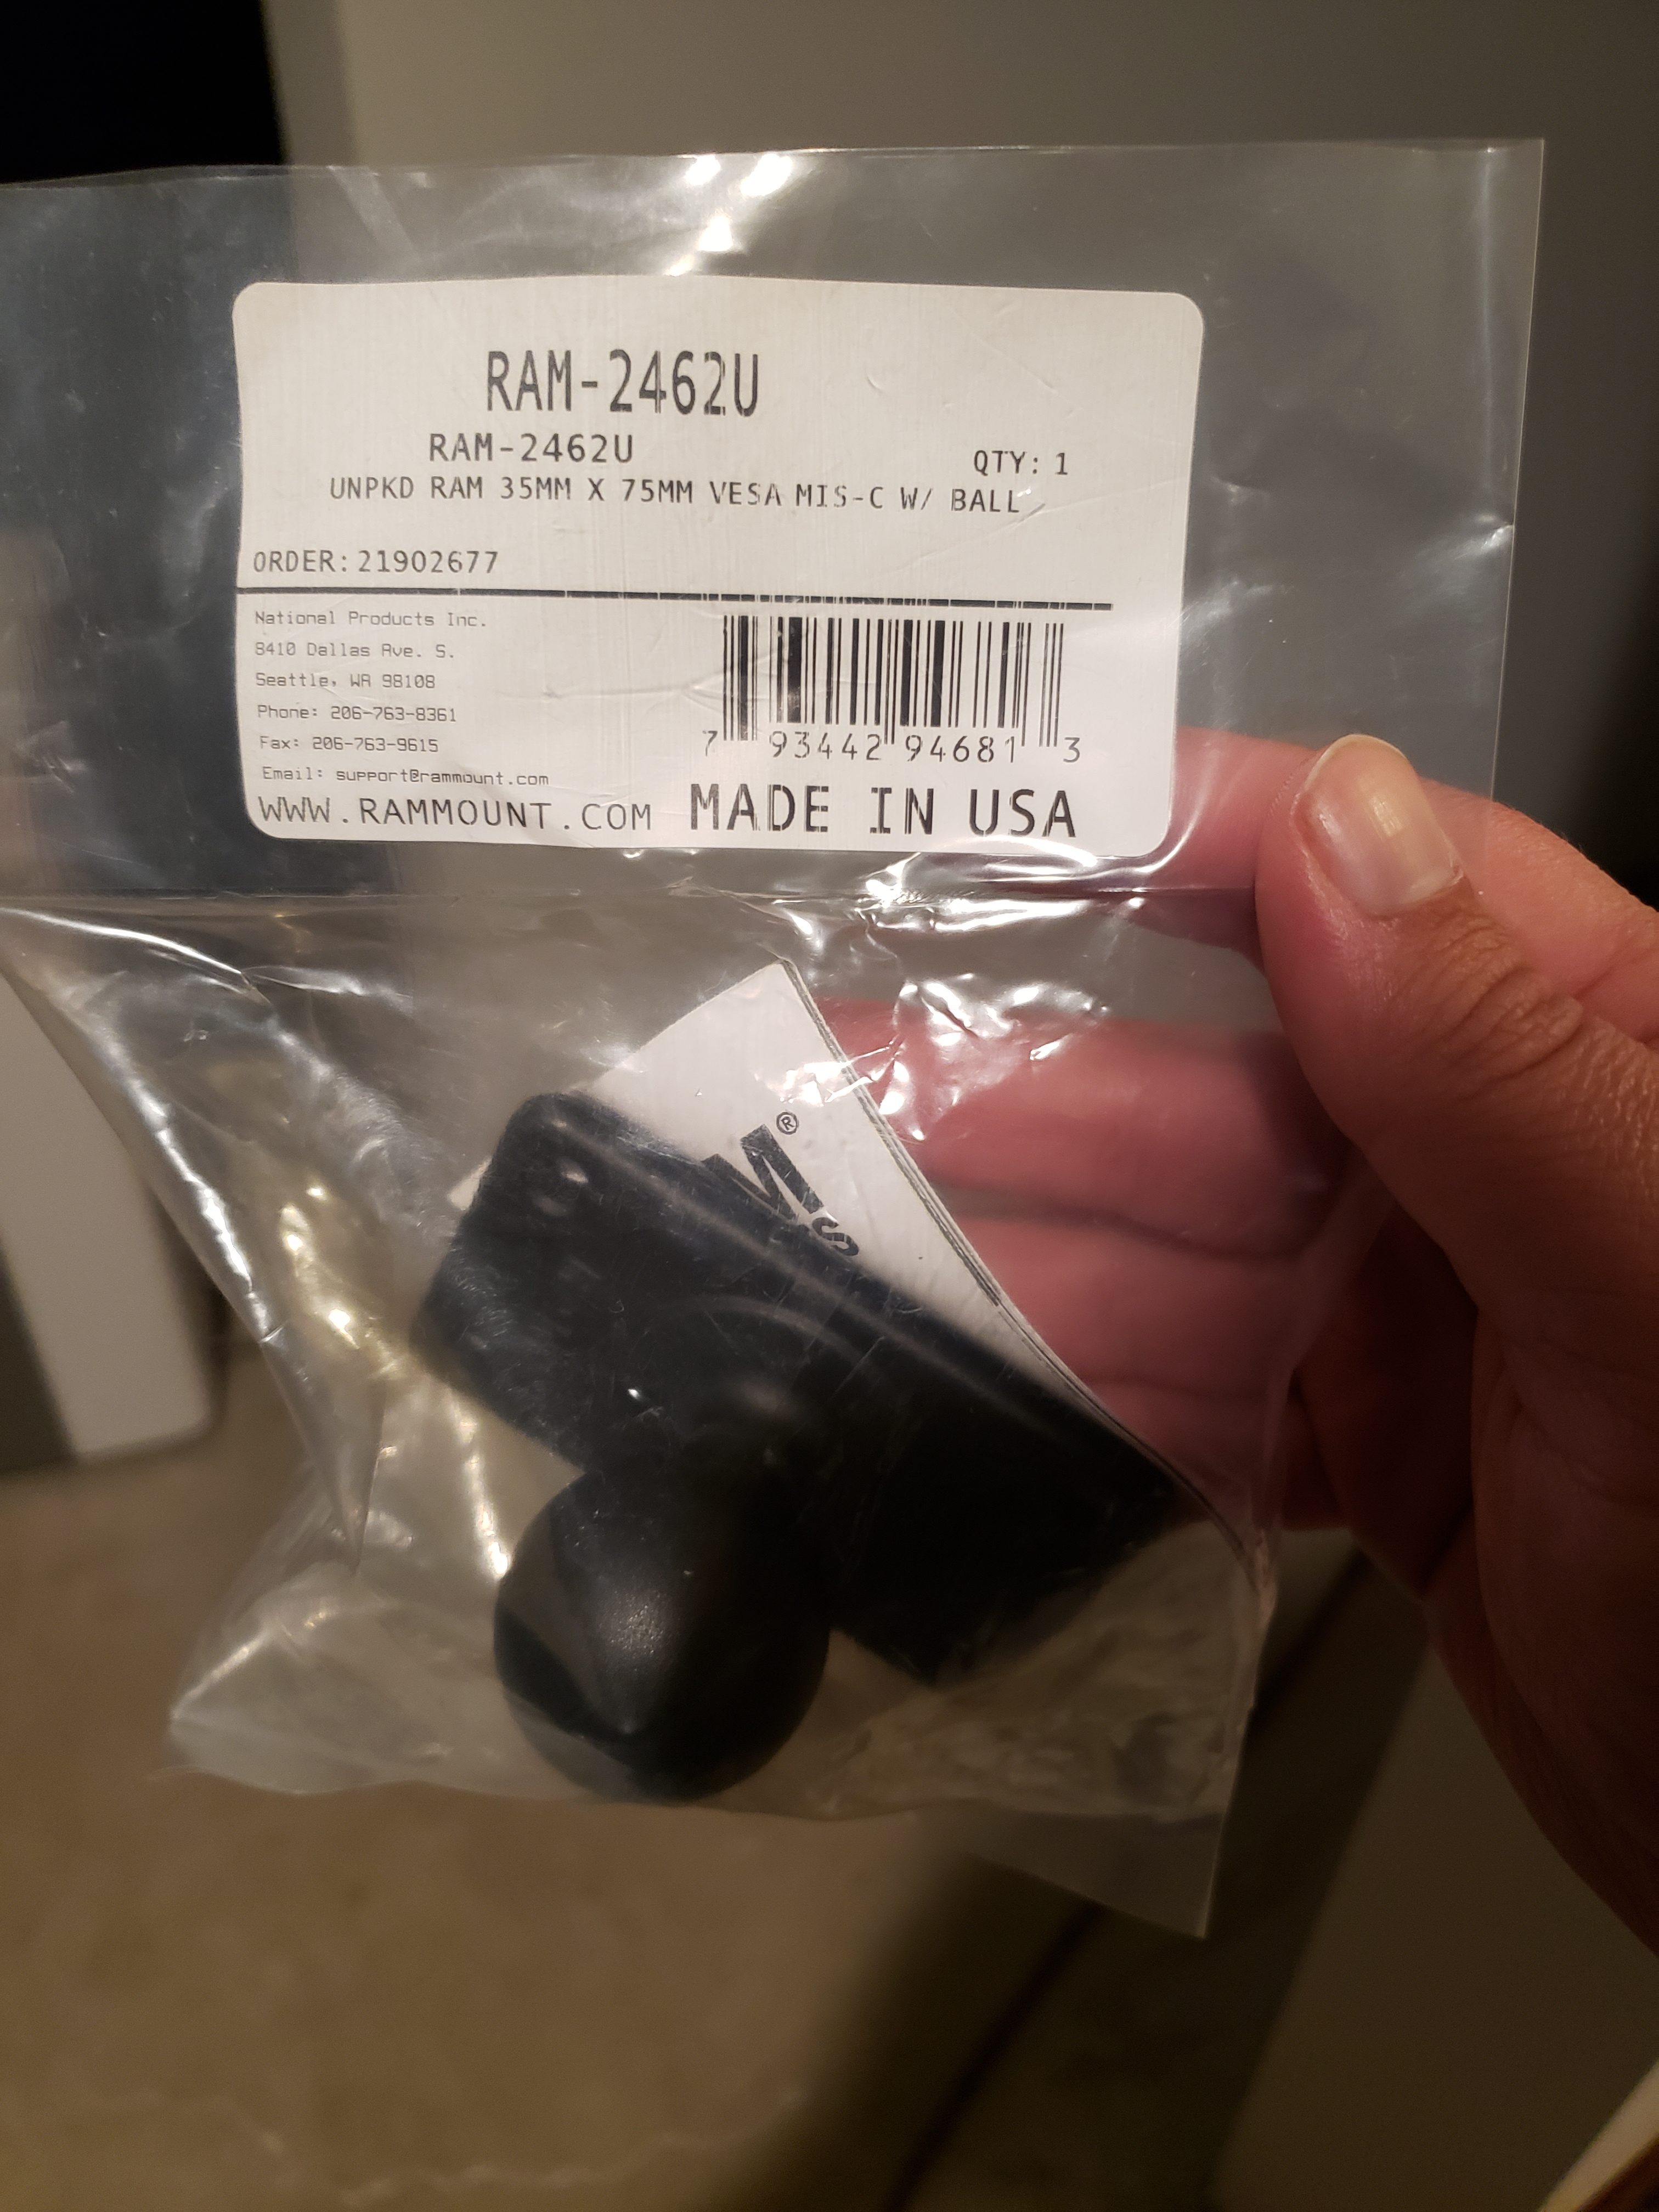 RAM-2462U
RAM-2462U
QTY: 1
UNPKD RAM 35MM X 75MM VESA MIS-C W/ BALL
ORDER: 21902677
National Products Inc.
8410 Dallas Ave. S.
Seattle, WA 98108
Phone: 206-763-8361
Fax: 206-763-9615
Email: support@rammount.com
WWW.RAMMOUNT.COM
7 93442 94681 3
MADE IN USA